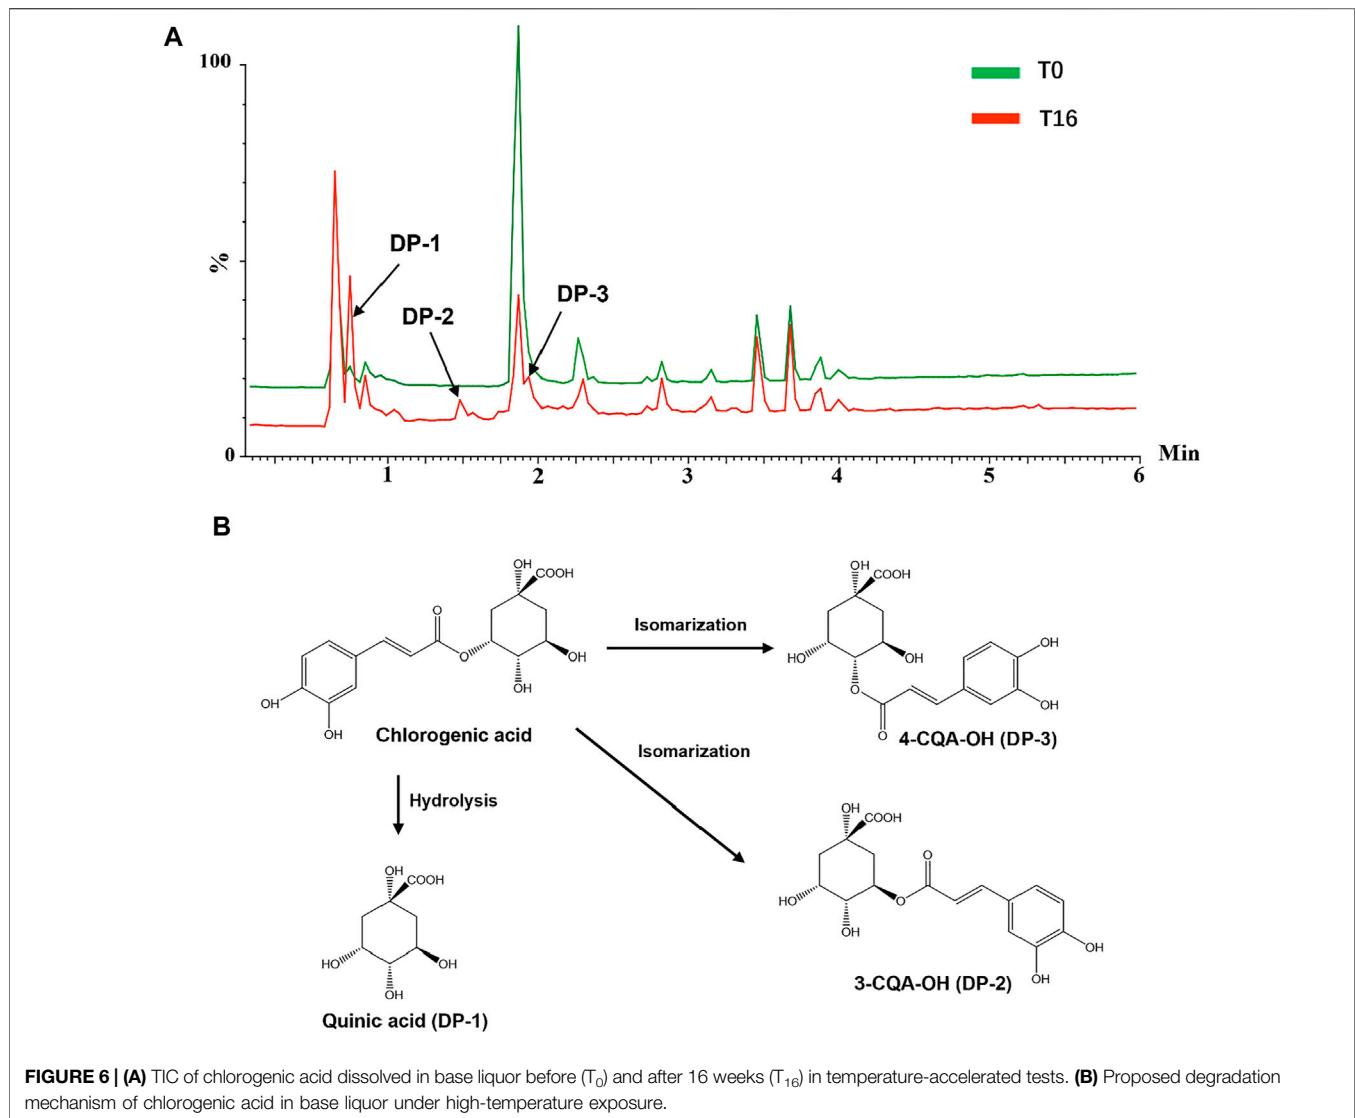 A
100
T0
T16
DP-1
%
DP-3
DP-2
0
1 2 3 4 5 6
Min
B
OH
COOH
O
O
OH
OH
OH
OH
Chlorogenic acid
Isomarization
OH
COOH
HO
OH
O
O
OH
OH
4-CQA-OH (DP-3)
Isomarization
Hydrolysis
OH
COOH
HO
OH
O
O
OH
OH
3-CQA-OH (DP-2)
OH
COOH
HO
OH
OH
Quinic acid (DP-1)
FIGURE 6 | (A) TIC of chlorogenic acid dissolved in base liquor before (T0) and after 16 weeks (T16) in temperature-accelerated tests. (B) Proposed degradation
mechanism of chlorogenic acid in base liquor under high-temperature exposure.